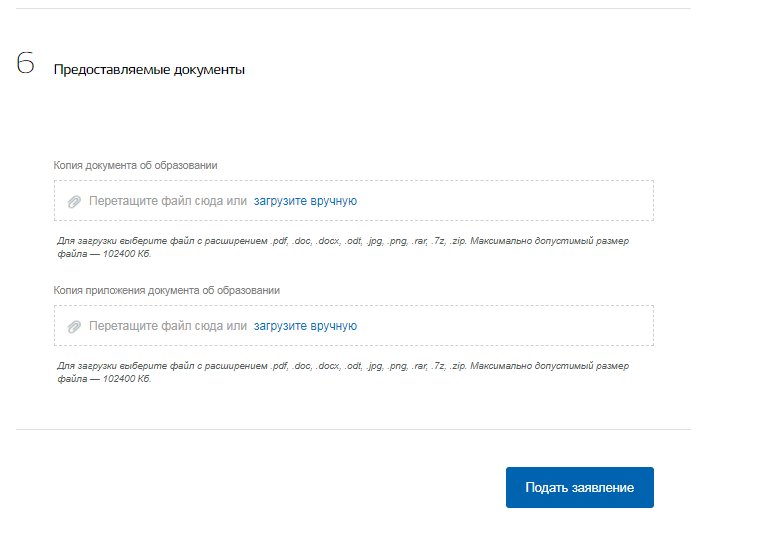 6
Предоставляемые документы
Копия документа об образовании
Перетащите файл сюда или загрузите вручную
Для загрузки выберите файл с расширением .pdf, .doc, .docx, .odt, .jpg, .png, .rar, .7z, .zip. Максимально допустимый размер
файла — 102400 Кб.
Копия приложения документа об образовании
Перетащите файл сюда или загрузите вручную
Для загрузки выберите файл с расширением .pdf, .doc, .docx, .odt, .jpg, .png, .rar, .7z, .zip. Максимально допустимый размер
файла — 102400 Кб.
Подать заявление